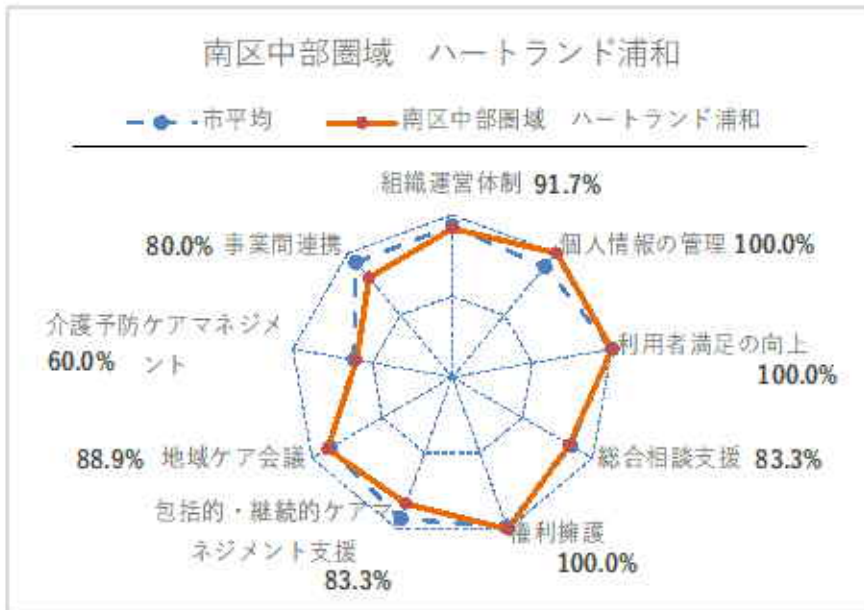 南区中部圏域　ハートランド浦和
市平均
南区中部圏域　ハートランド浦和
組織運営体制 91.7%
80.0% 事業間連携
個人情報の管理 100.0%
介護予防ケアマネジメ
60.0% ント
利用者満足の向上
100.0%
88.9% 地域ケア会議
総合相談支援 83.3%
包括的・継続的ケアマ
ネジメント支援
83.3%
権利擁護
100.0%